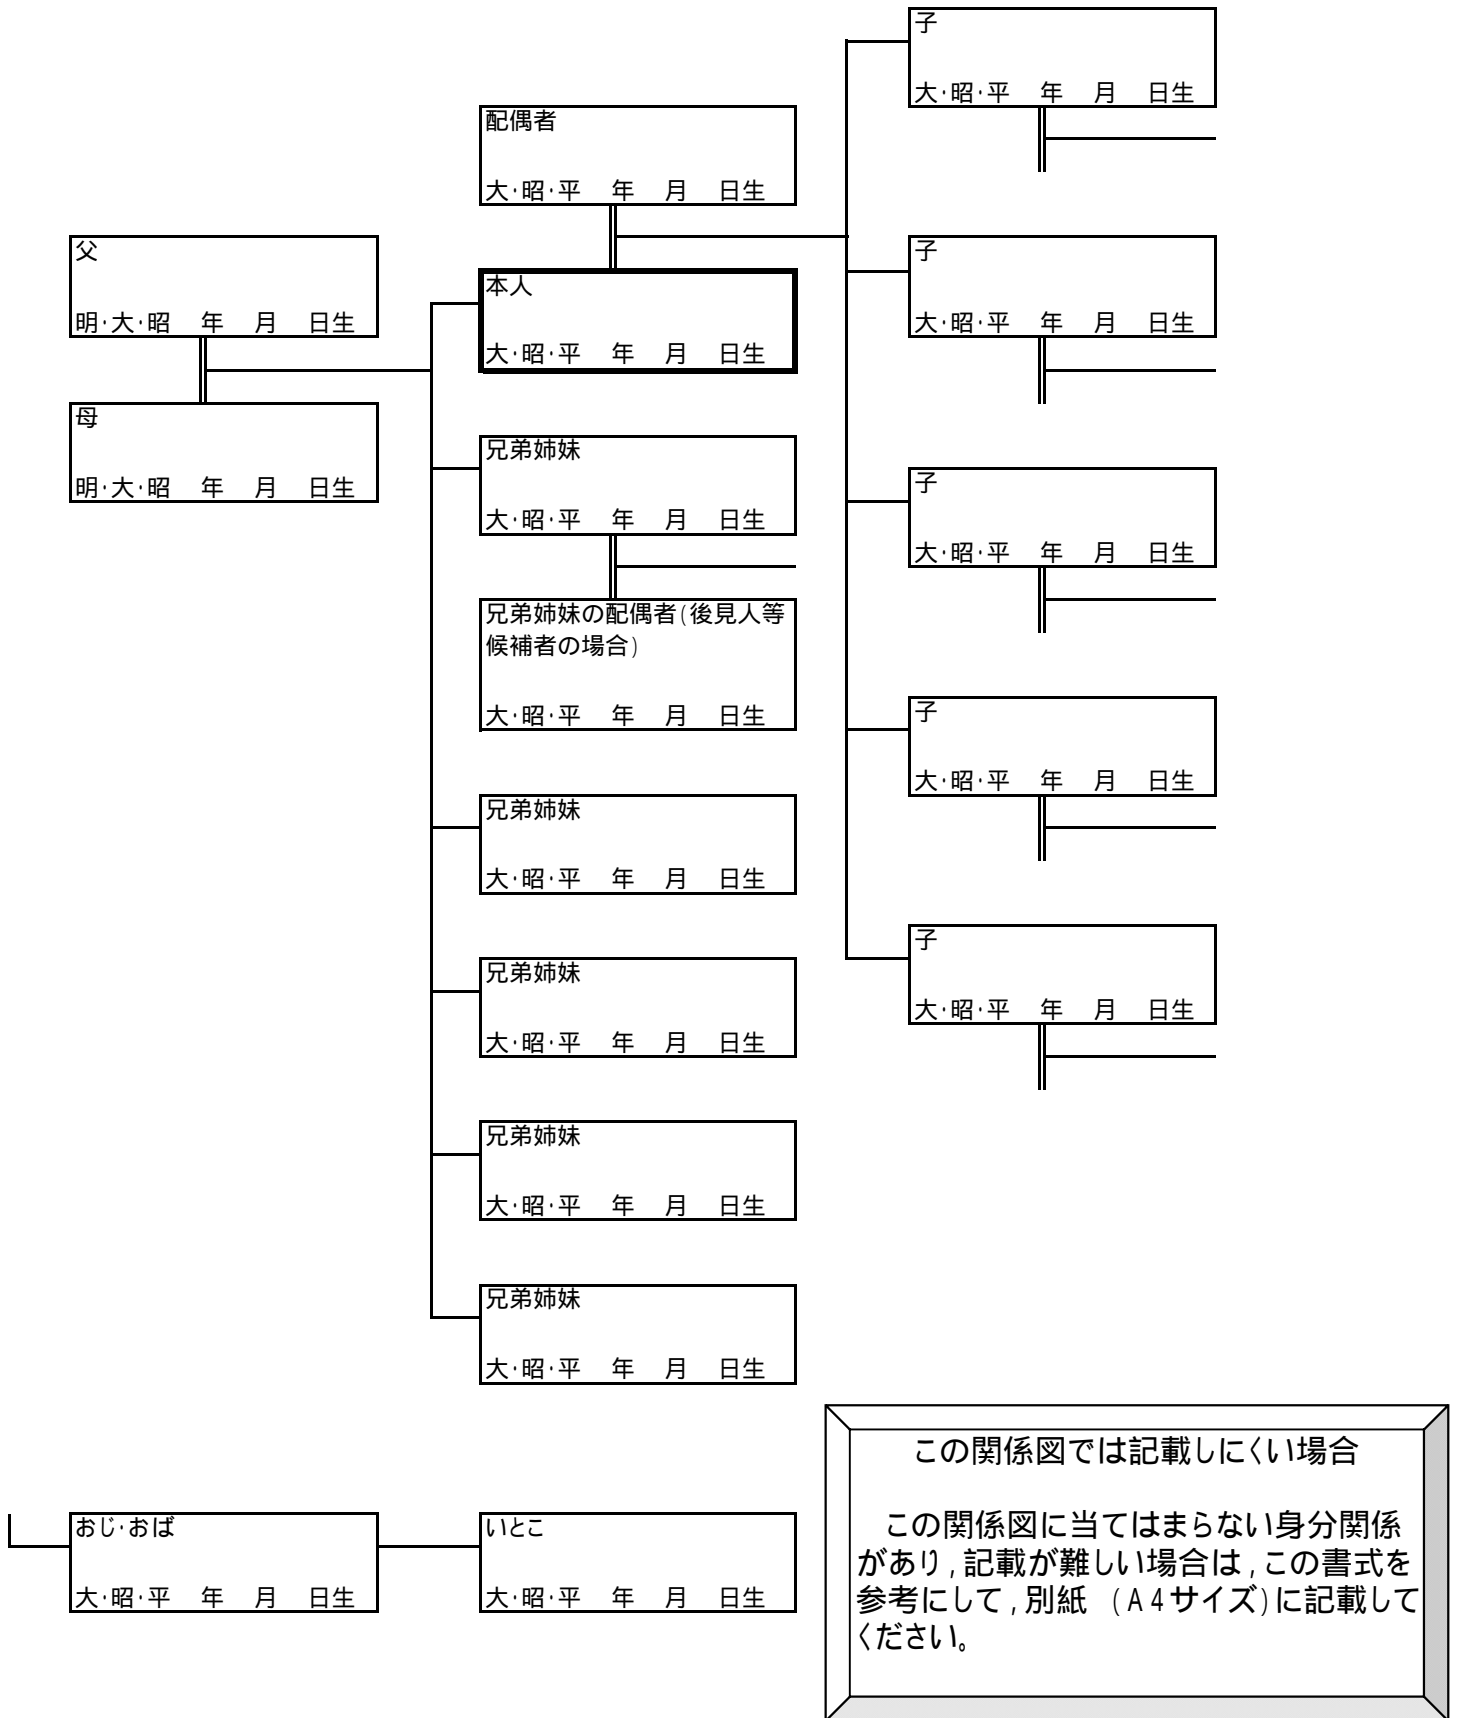 子
大・昭・平 年 月 日生
配偶者
大・昭・平 年 月 日生
父
明・大・昭 年 月 日生
本人
大・昭・平 年 月 日生
子
大・昭・平 年 月 日生
母
明・大・昭 年 月 日生
兄弟姉妹
大・昭・平 年 月 日生
子
大・昭・平 年 月 日生
兄弟姉妹の配偶者(後見人等
候補者の場合)
大・昭・平 年 月 日生
子
大・昭・平 年 月 日生
兄弟姉妹
大・昭・平 年 月 日生
子
大・昭・平 年 月 日生
兄弟姉妹
大・昭・平 年 月 日生
兄弟姉妹
大・昭・平 年 月 日生
兄弟姉妹
大・昭・平 年 月 日生
おじ・おば
大・昭・平 年 月 日生
いとこ
大・昭・平 年 月 日生
この関係図では記載しにくい場合
この関係図に当てはまらない身分関係
があり,記載が難しい場合は,この書式を
参考にして,別紙 (A4サイズ)に記載して
ください。